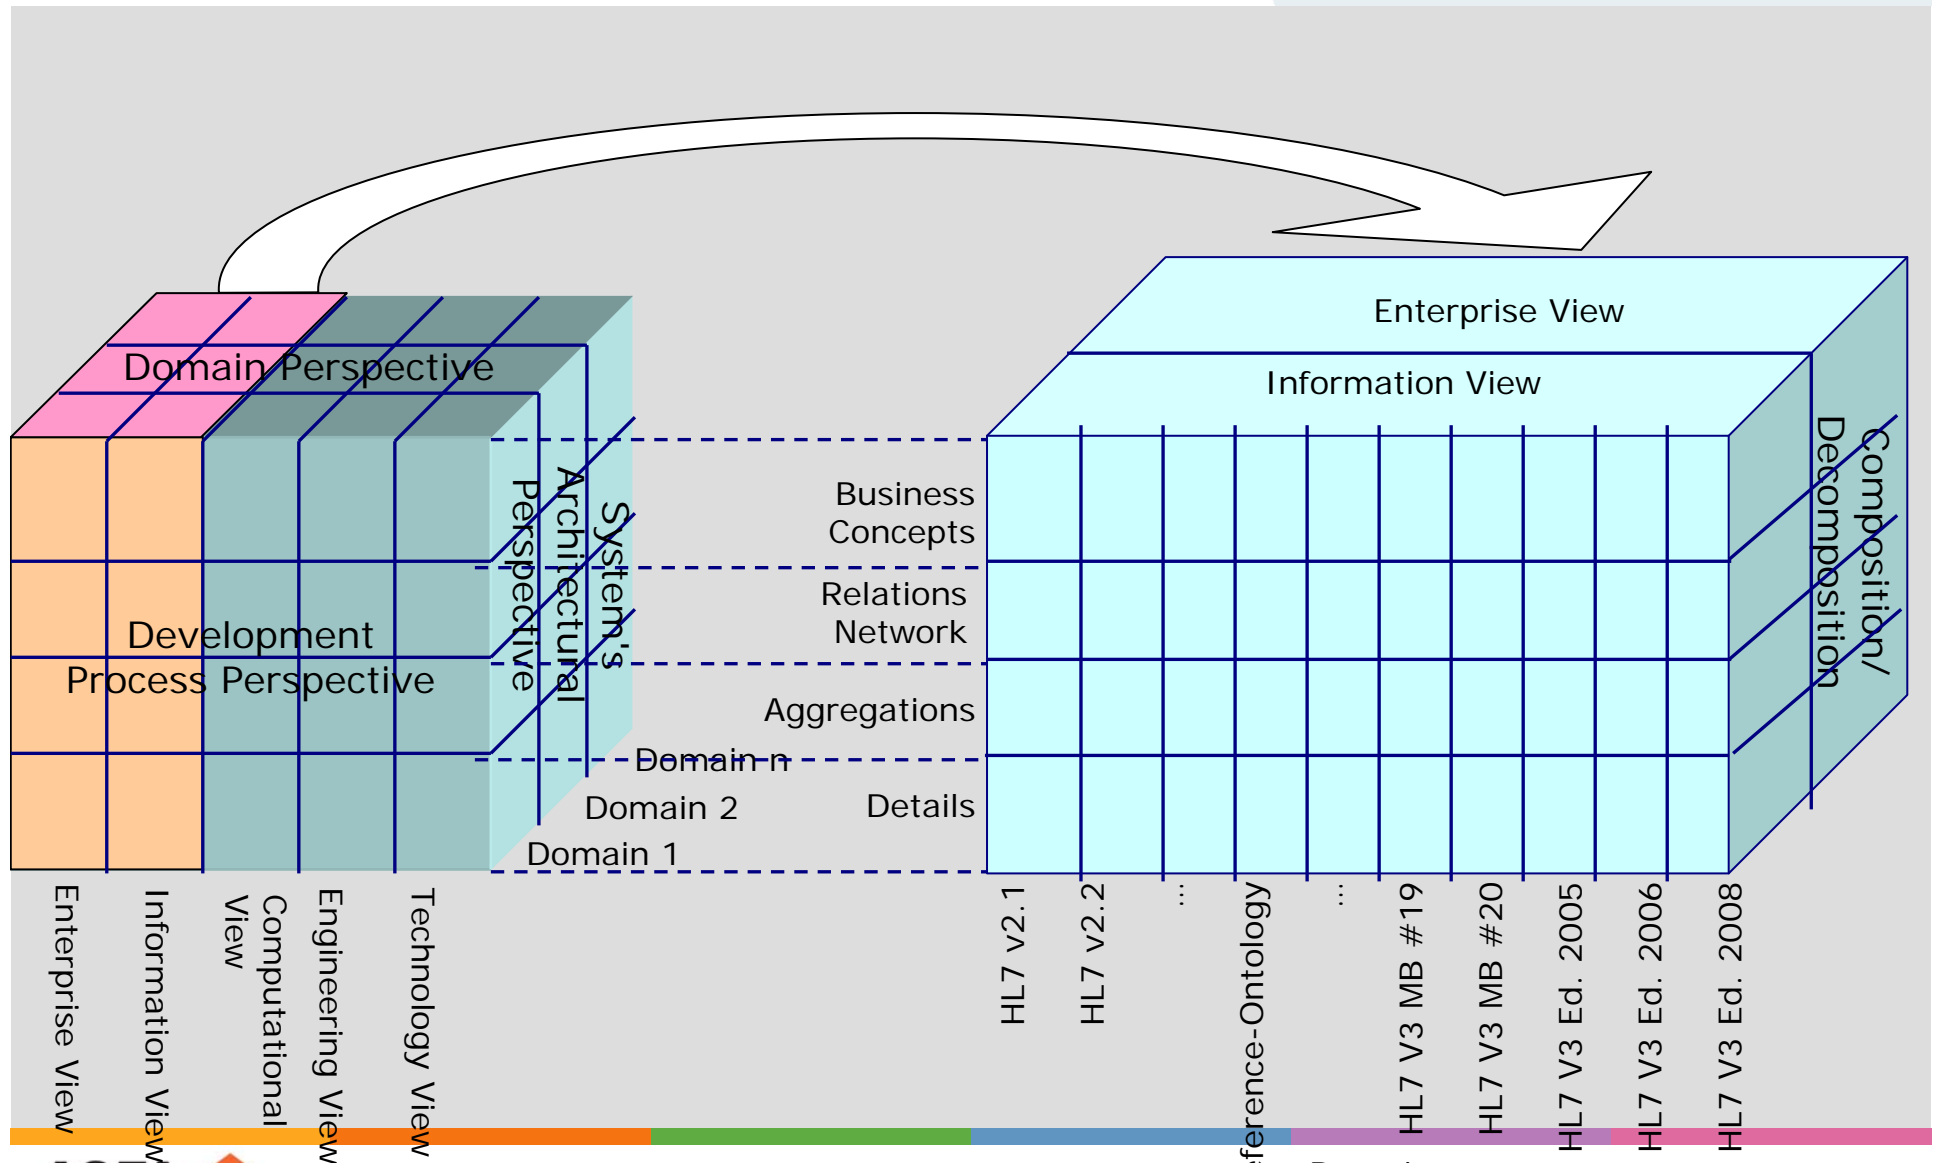 Enterprise View
Information View
Domain Perspective
Development
Process Perspective
System's
Architectural
Perspective
Business
Concepts
Relations
Network
Aggregations
Details
Domain n
Domain 2
Domain 1
Composition/
Decomposition
Enterprise View
Information View
Computational
View
Engineering View
Technology View
HL7 v2.1
HL7 v2.2
...
ference-Ontology
...
HL7 V3 MB #19
HL7 V3 MB #20
HL7 V3 Ed. 2005
HL7 V3 Ed. 2006
HL7 V3 Ed. 2008